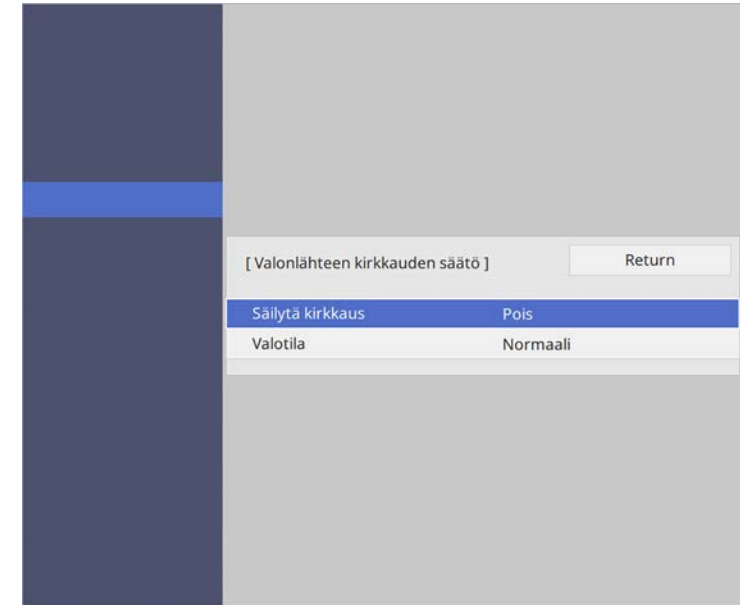 [ Valonlähteen kirkkauden säätö ] Return
Säilytä kirkkaus Pois
Valotila Normaali